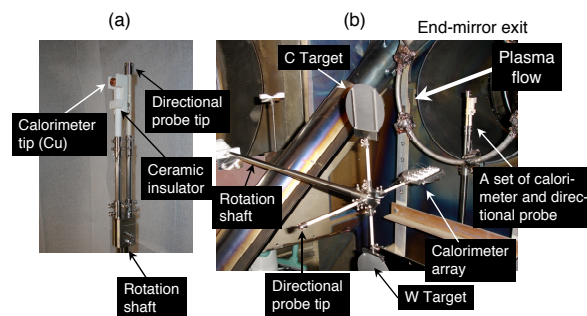 (a)
Calorimeter
tip (Cu)
Directional
probe tip
Ceramic
insulator
Rotation
shaft
(b)
End-mirror exit
C Target
Plasma
flow
Rotation
shaft
A set of calori-
meter and direc-
tional probe
Calorimeter
array
Directional
probe tip
W Target